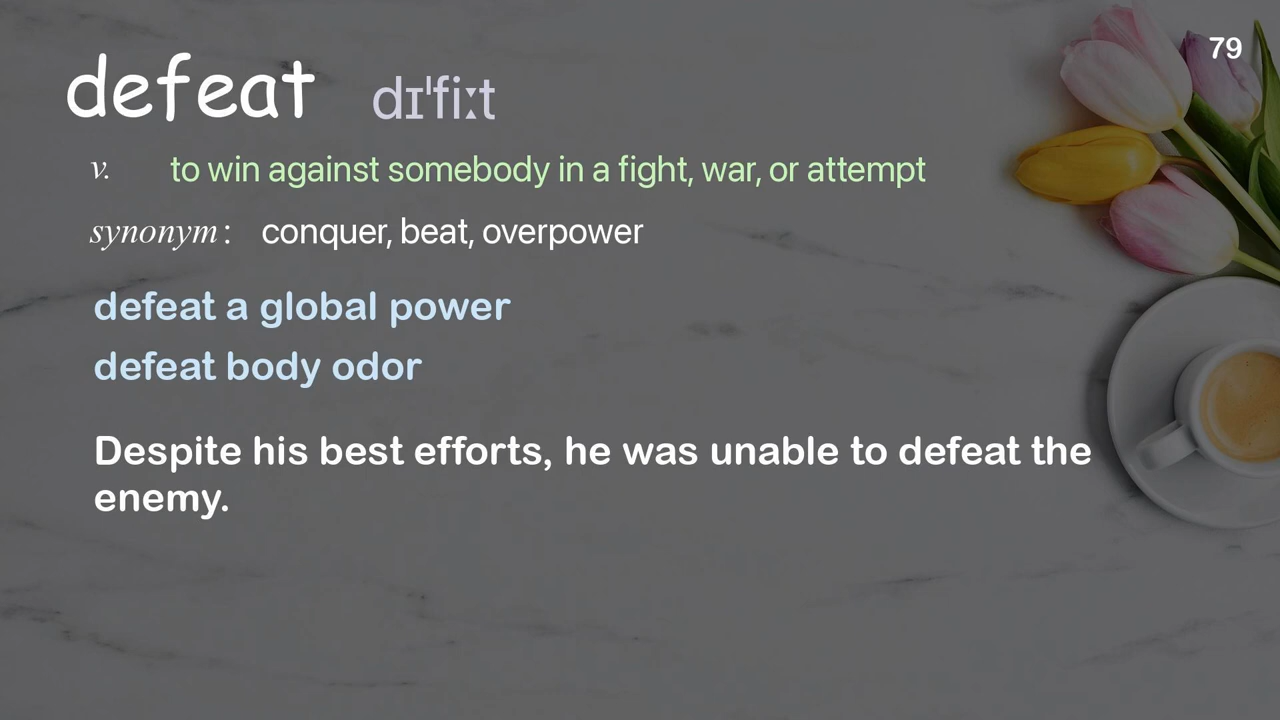 79
defeat dɪˈfiːt
v. to win against somebody in a fight, war, or attempt
synonym: conquer, beat, overpower
defeat a global power
defeat body odor
Despite his best efforts, he was unable to defeat the
enemy.